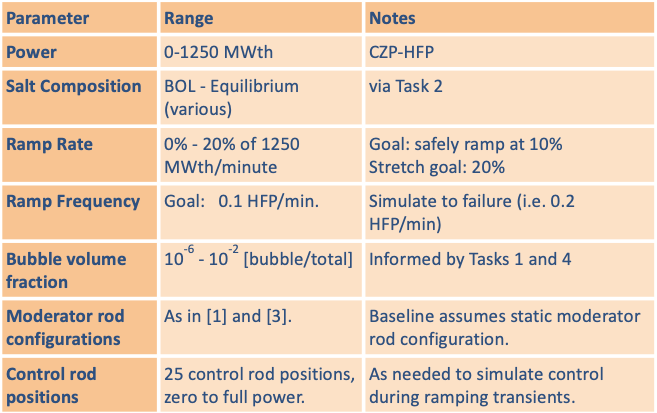 Parameter Range Notes
Power 0-1250 MWth CZP-HFP
Salt Composition BOL - Equilibrium (various) via Task 2
Ramp Rate 0% - 20% of 1250 MWth/minute Goal: safely ramp at 10% Stretch goal: 20%
Ramp Frequency Goal:   0.1 HFP/min. Simulate to failure (i.e. 0.2 HFP/min)
Bubble volume fraction 10^-6 - 10^-2 [bubble/total] Informed by Tasks 1 and 4
Moderator rod configurations As in [1] and [3]. Baseline assumes static moderator rod configuration.
Control rod positions 25 control rod positions, zero to full power. As needed to simulate control during ramping transients.